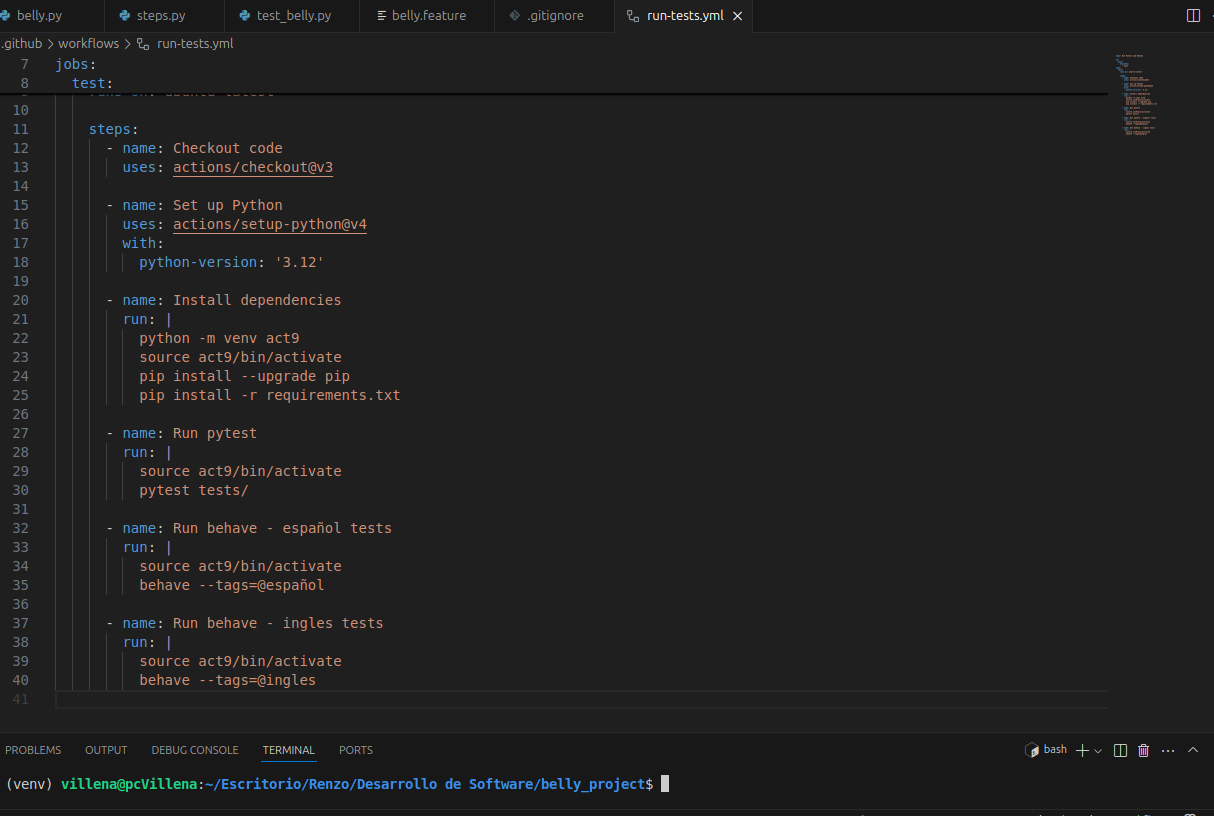 belly.py steps.py test_belly.py belly.feature .gitignore run-tests.yml
.github > workflows > run-tests.yml
7 jobs:
8 test:
10
11 steps:
12 - name: Checkout code
13 uses: actions/checkout@v3
14
15 - name: Set up Python
16 uses: actions/setup-python@v4
17 with:
18 python-version: '3.12'
19
20 - name: Install dependencies
21 run: |
22 python -m venv act9
23 source act9/bin/activate
24 pip install --upgrade pip
25 pip install -r requirements.txt
26
27 - name: Run pytest
28 run: |
29 source act9/bin/activate
30 pytest tests/
31
32 - name: Run behave - español tests
33 run: |
34 source act9/bin/activate
35 behave --tags=@español
36
37 - name: Run behave - ingles tests
38 run: |
39 source act9/bin/activate
40 behave --tags=@ingles
41
PROBLEMS OUTPUT DEBUG CONSOLE TERMINAL PORTS bash
(venv) villena@pcVillena:~/Escritorio/Renzo/Desarrollo de Software/belly_project$